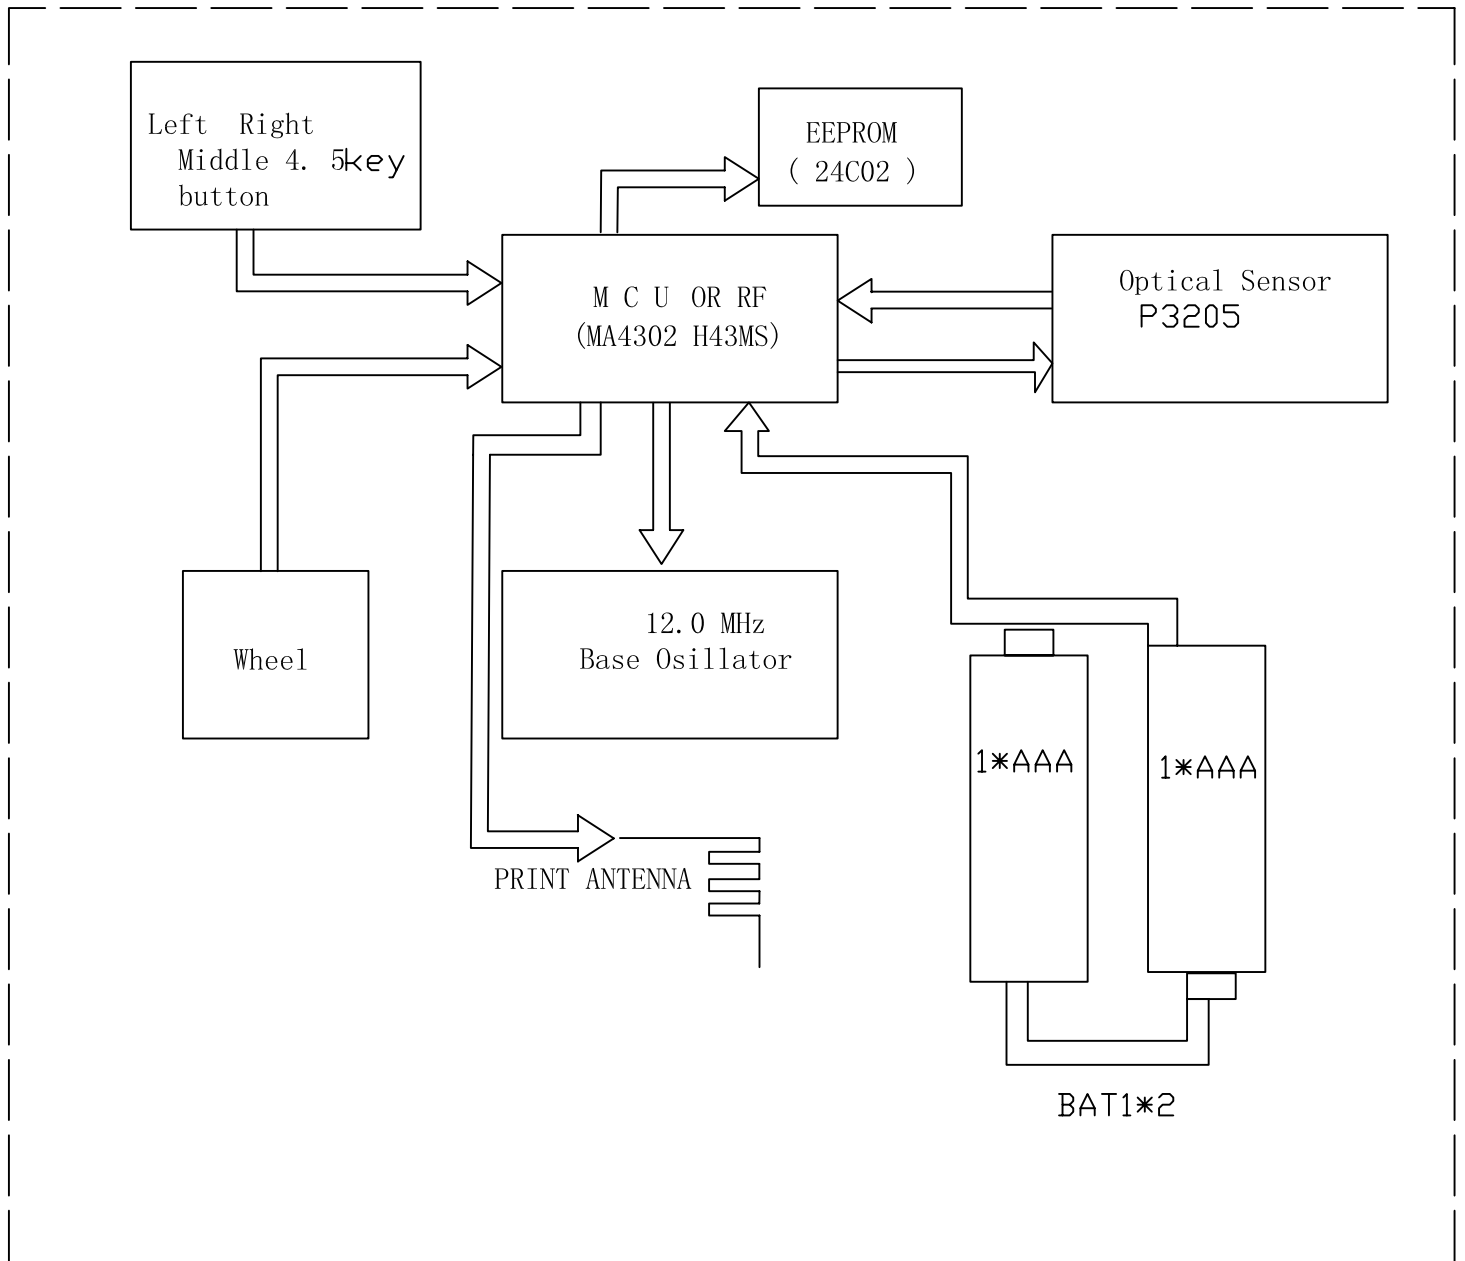 Left Right
Middle 4. 5key
button
EEPROM
( 24C02 )
M C U OR RF
(MA4302 H43MS)
Optical Sensor
P3205
Wheel
12.0 MHz
Base Osillator
1*AAA
1*AAA
PRINT ANTENNA
BAT1*2